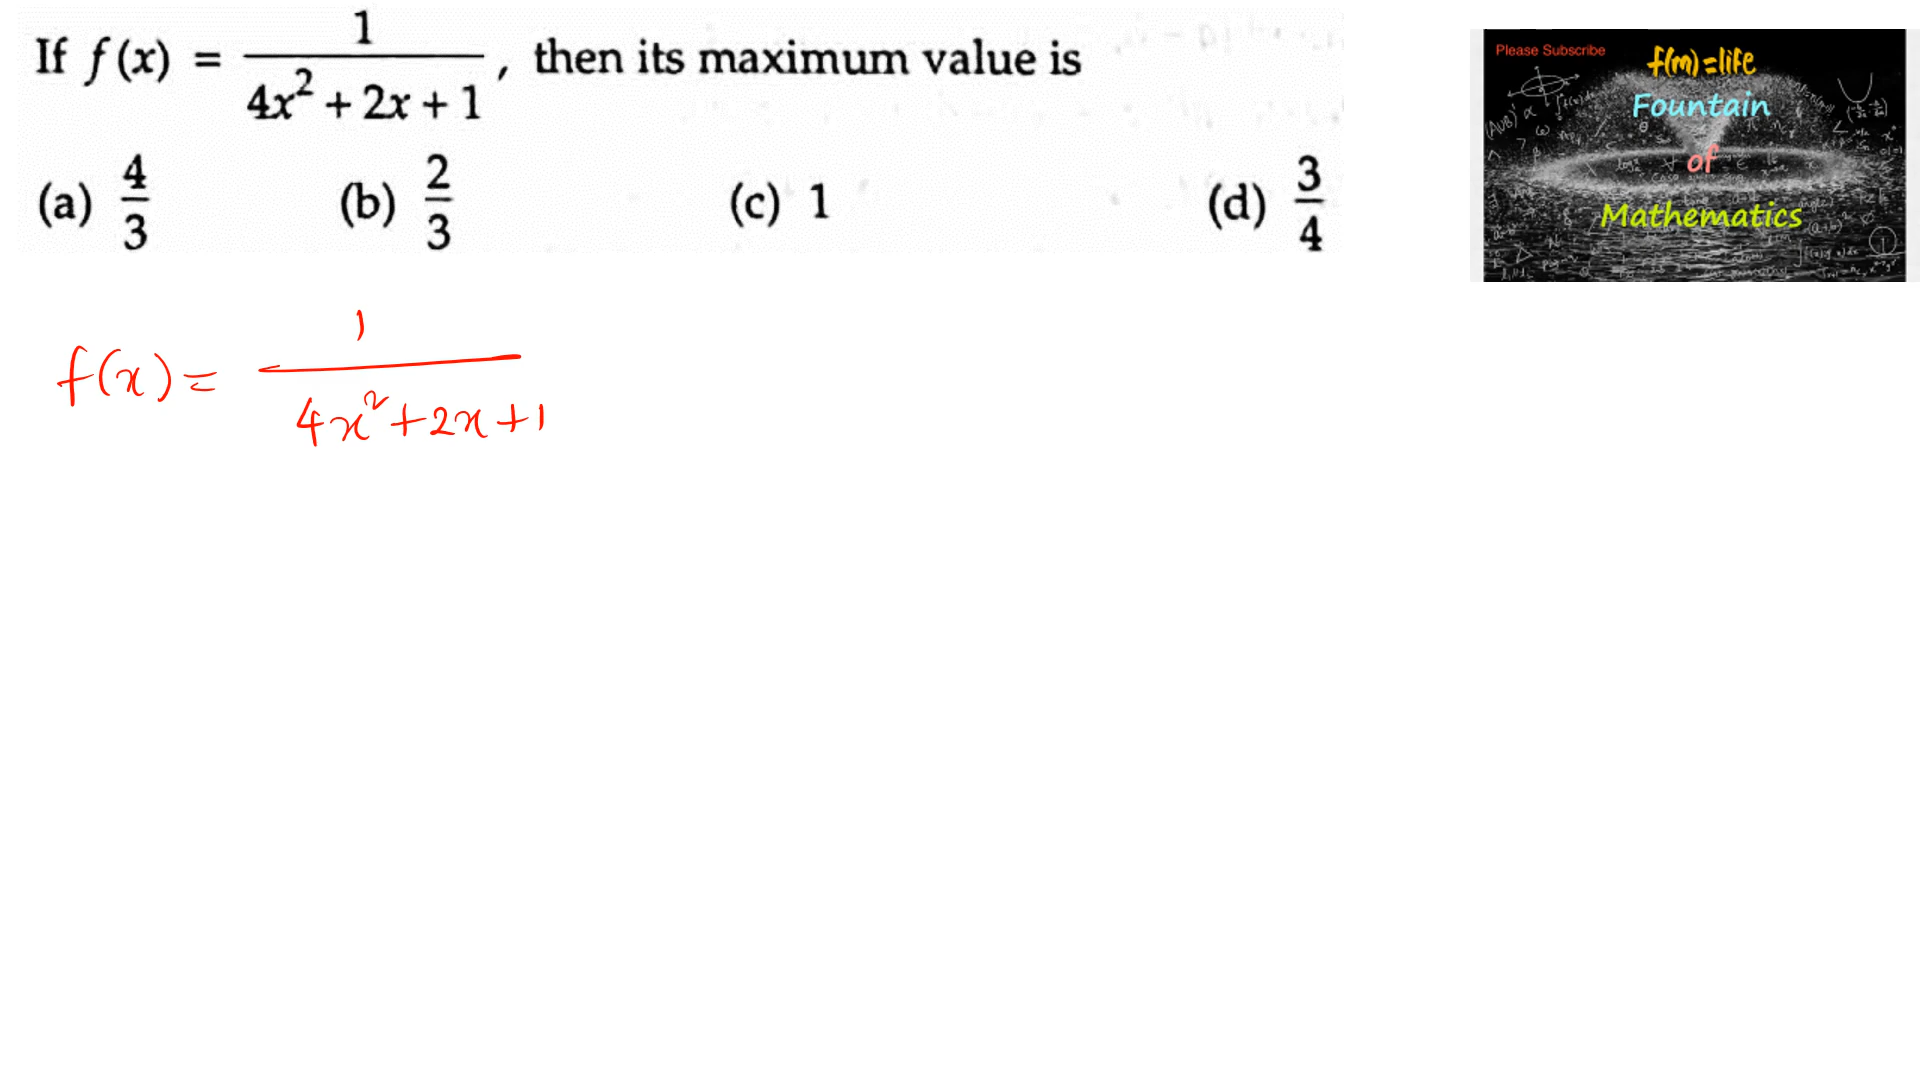 If f(x) = 1 / (4x² + 2x + 1), then its maximum value is
(a) 4/3 (b) 2/3 (c) 1 (d) 3/4
f(x) = 1 / (4x² + 2x + 1)
Please Subscribe
f(m)=life
Fountain
of
Mathematics